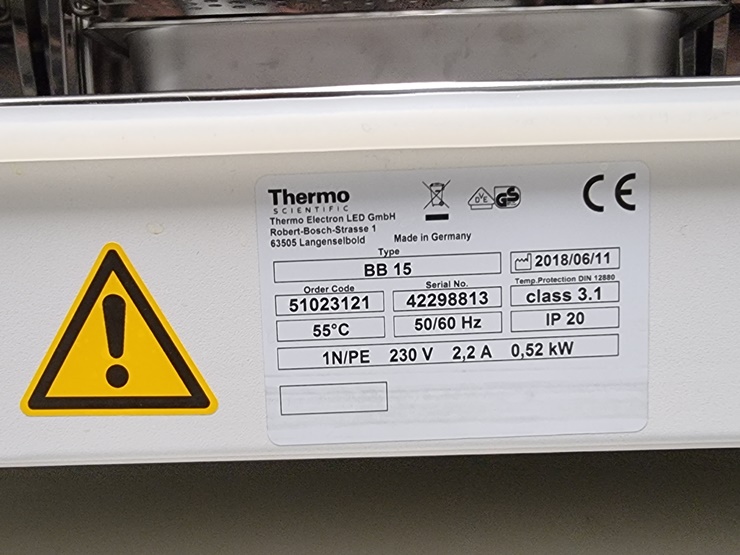 Thermo
SCIENTIFIC
Thermo Electron LED GmbH
Robert-Bosch-Strasse 1
63505 Langenselbold
Made in Germany
VDE
GS
CE
Type
BB 15
2018/06/11
Order Code
51023121
Serial No.
42298813
Temp.Protection DIN 12880
class 3.1
55°C
50/60 Hz
IP 20
1N/PE 230 V 2,2 A 0,52 kW